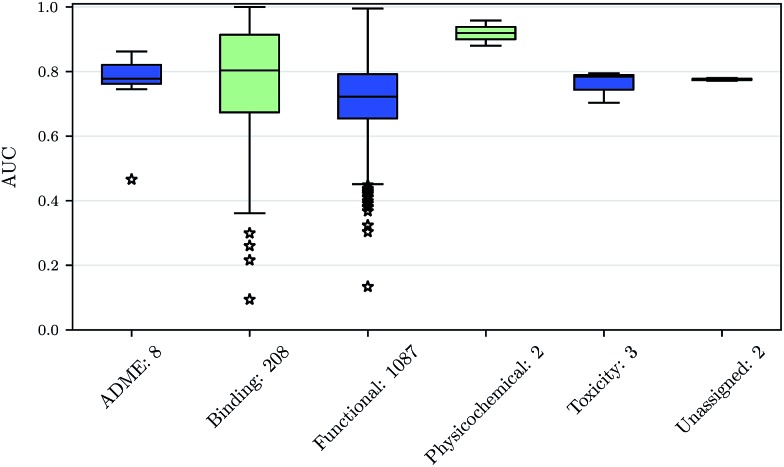 1.0
0.8
0.6
0.4
0.2
0.0
AUC
ADME: 8
Binding: 208
Functional: 1087
Physicochemical: 2
Toxicity: 3
Unassigned: 2